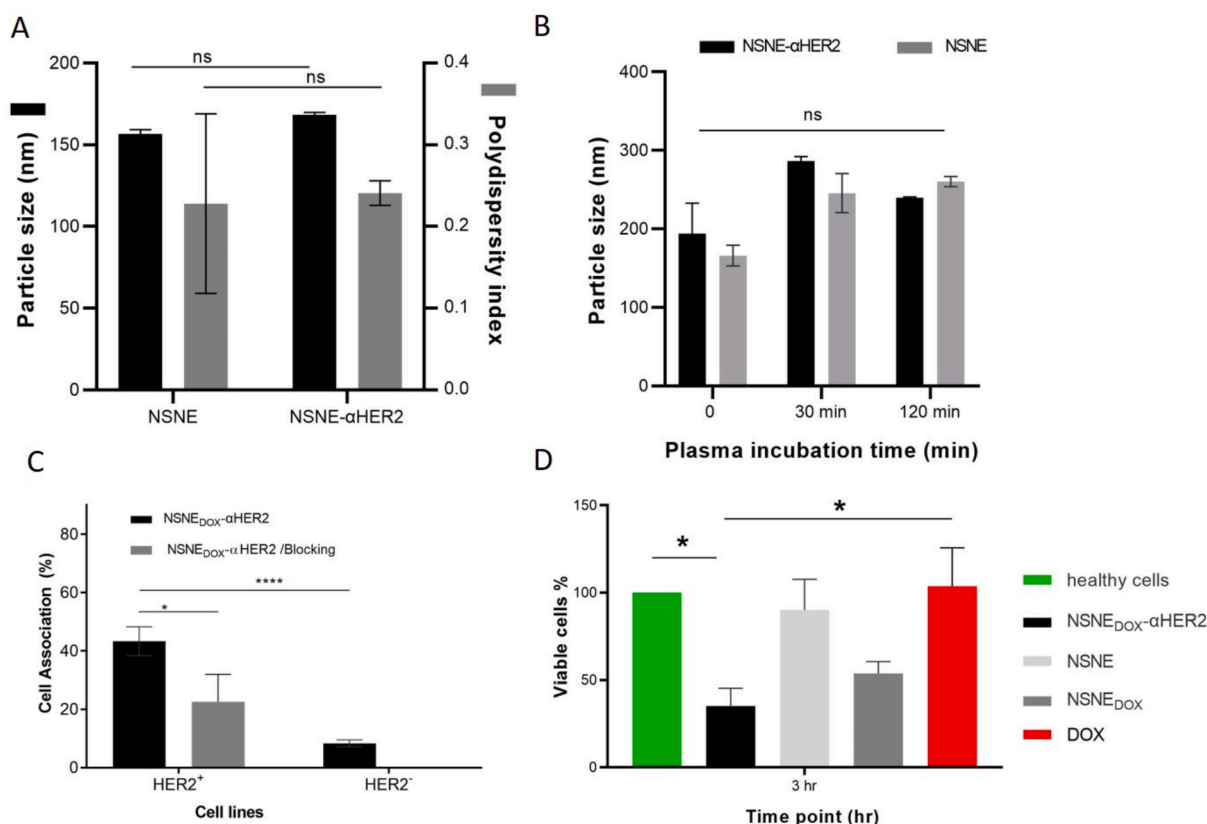 A
ns
ns
200
150
100
50
0
Particle size (nm)
0.4
0.3
0.2
0.1
0.0
Polydispersity index
NSNE
NSNE-αHER2
B
NSNE-αHER2
NSNE
ns
400
300
200
100
0
Particle size (nm)
0
30 min
120 min
Plasma incubation time (min)
C
NSNE_DOX-αHER2
NSNE_DOX-αHER2 /Blocking
****
*
80
60
40
20
0
Cell Association (%)
HER2⁺
HER2⁻
Cell lines
D
*
*
150
100
50
0
Viable cells %
3 hr
Time point (hr)
healthy cells
NSNE_DOX-αHER2
NSNE
NSNE_DOX
DOX